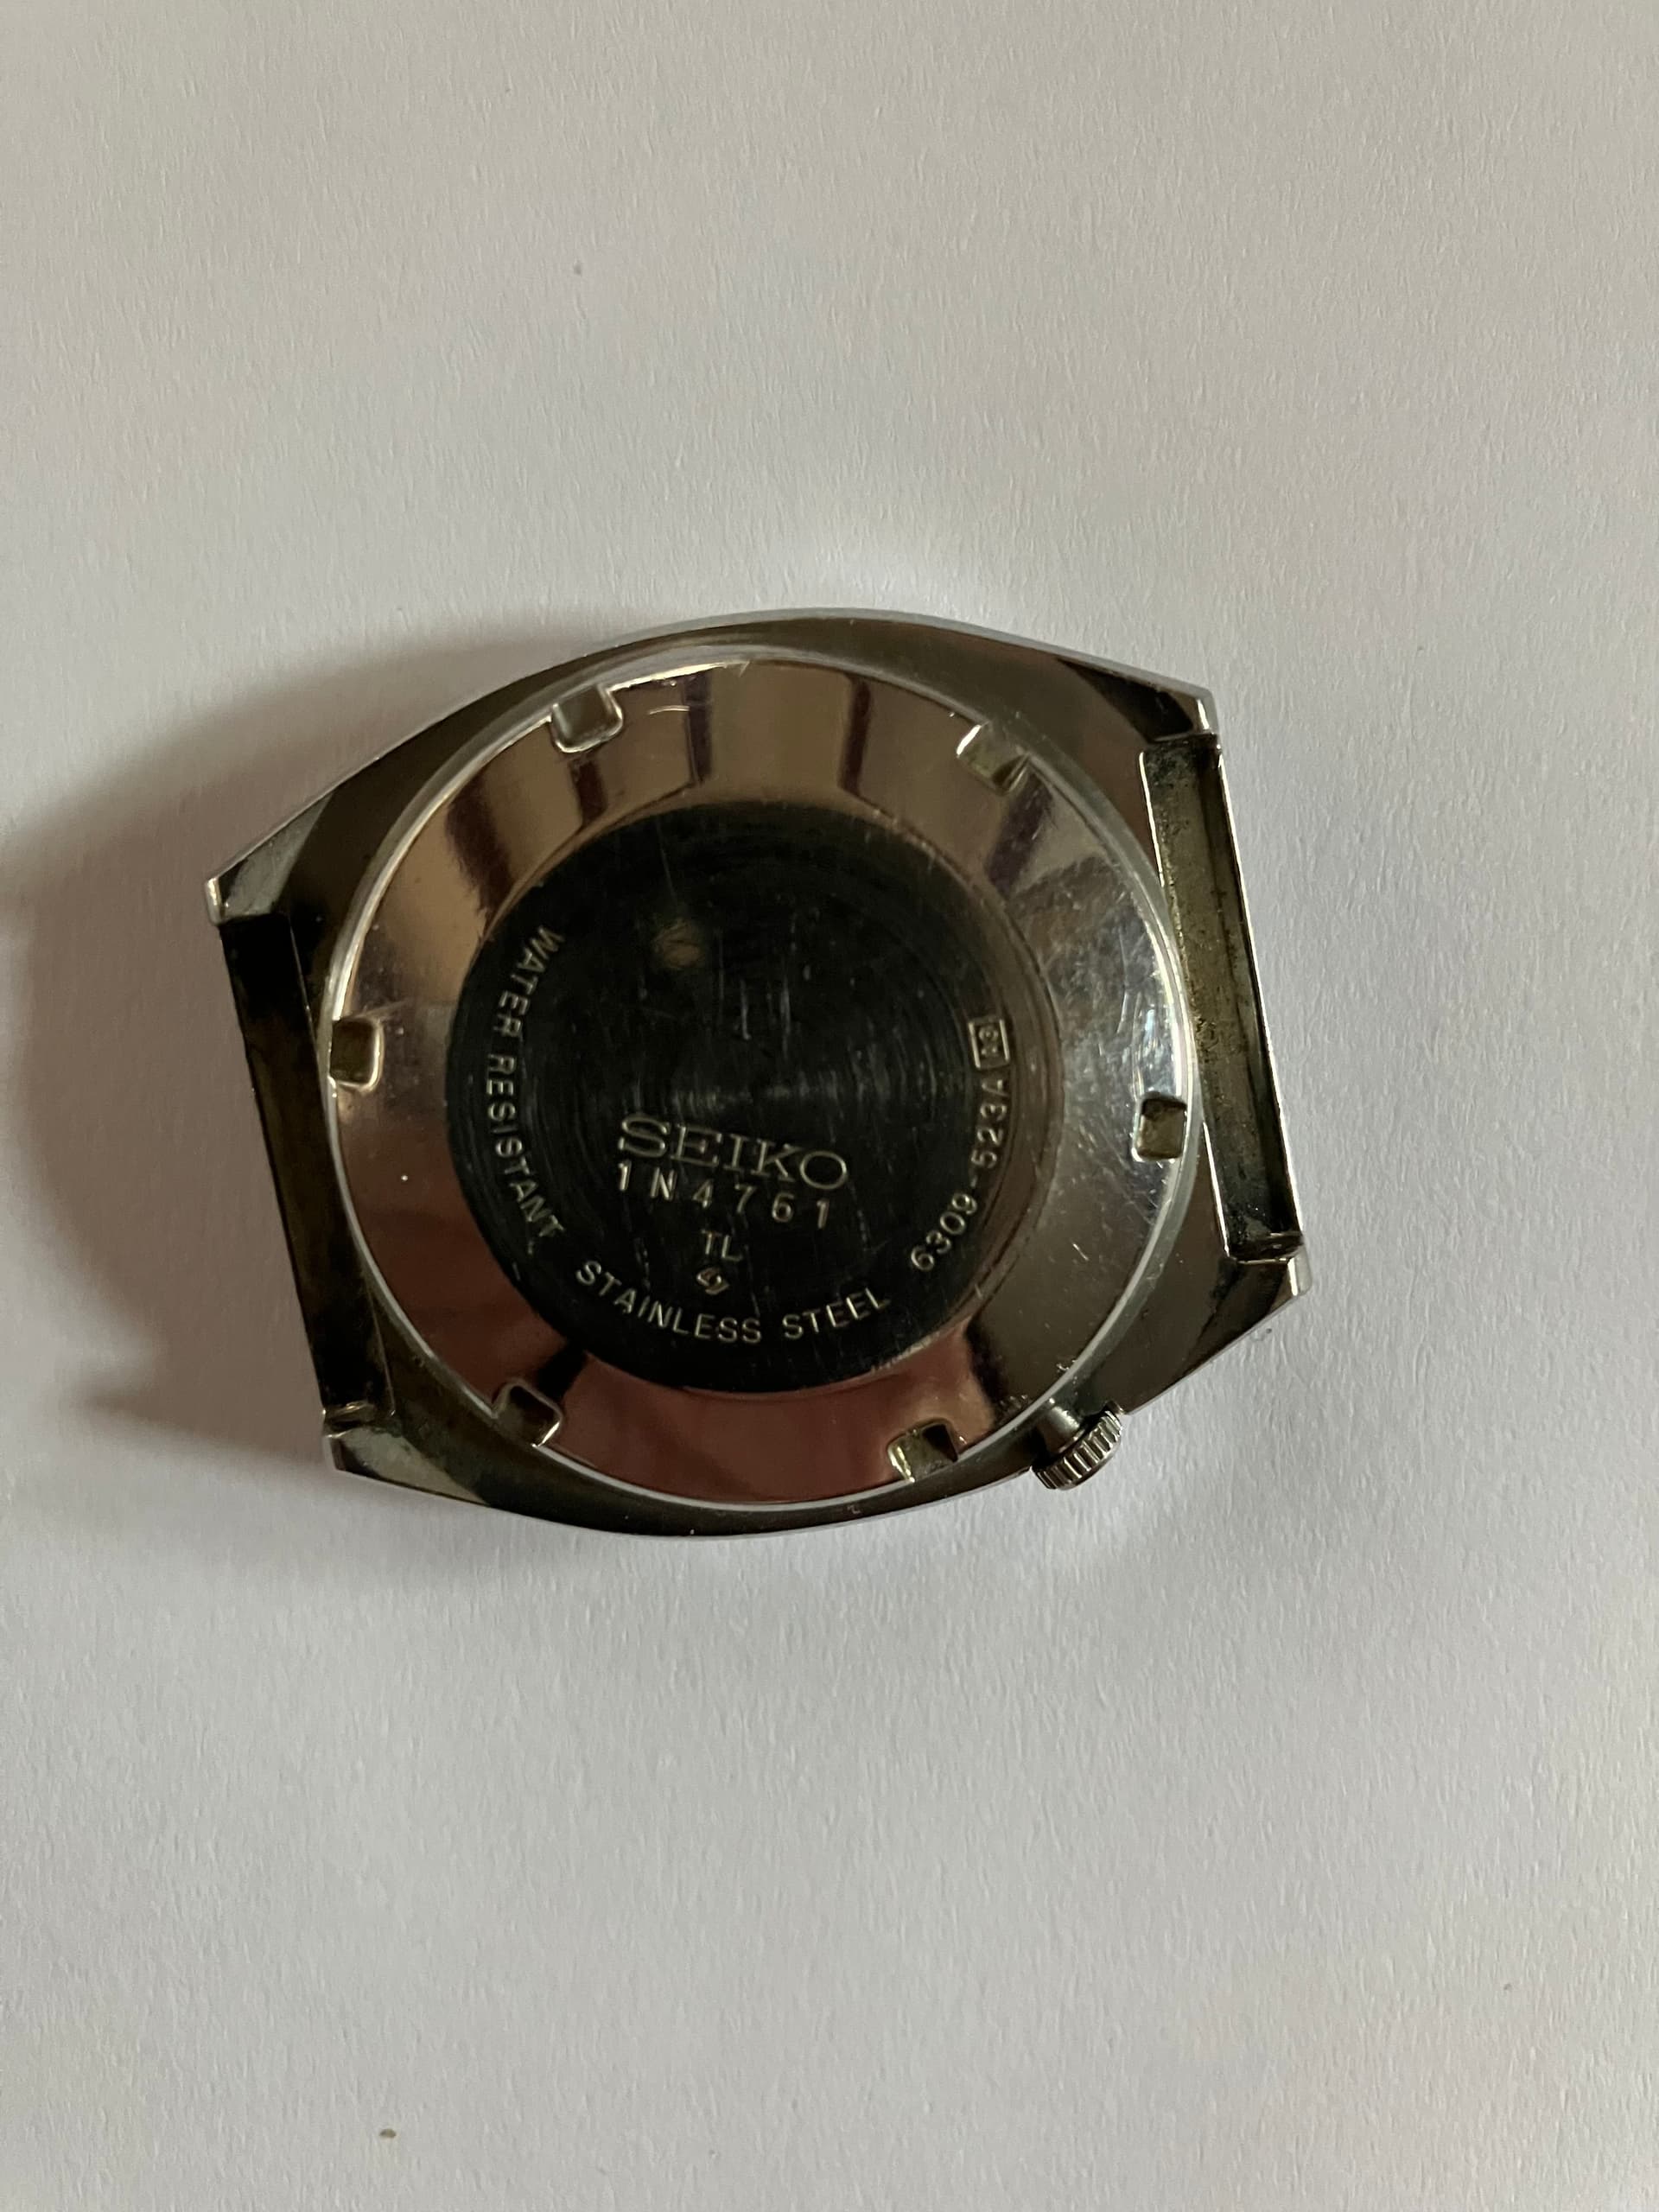 SEIKO
1N4761
TL
WATER RESISTANT STAINLESS STEEL 6309-523A